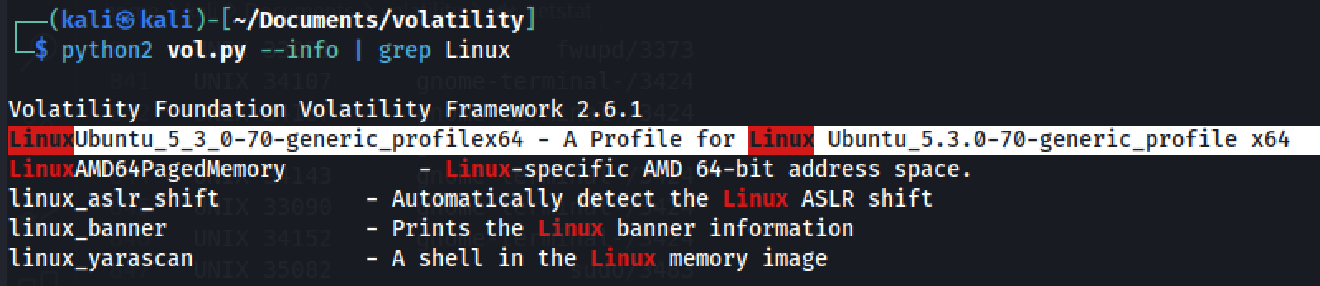 ┌──(kali㉿kali)-[~/Documents/volatility]
└─$ python2 vol.py --info | grep Linux
Volatility Foundation Volatility Framework 2.6.1
LinuxUbuntu_5_3_0-70-generic_profilex64 - A Profile for Linux Ubuntu_5.3.0-70-generic_profile x64
LinuxAMD64PagedMemory          - Linux-specific AMD 64-bit address space.
linux_aslr_shift           - Automatically detect the Linux ASLR shift
linux_banner               - Prints the Linux banner information
linux_yarascan             - A shell in the Linux memory image